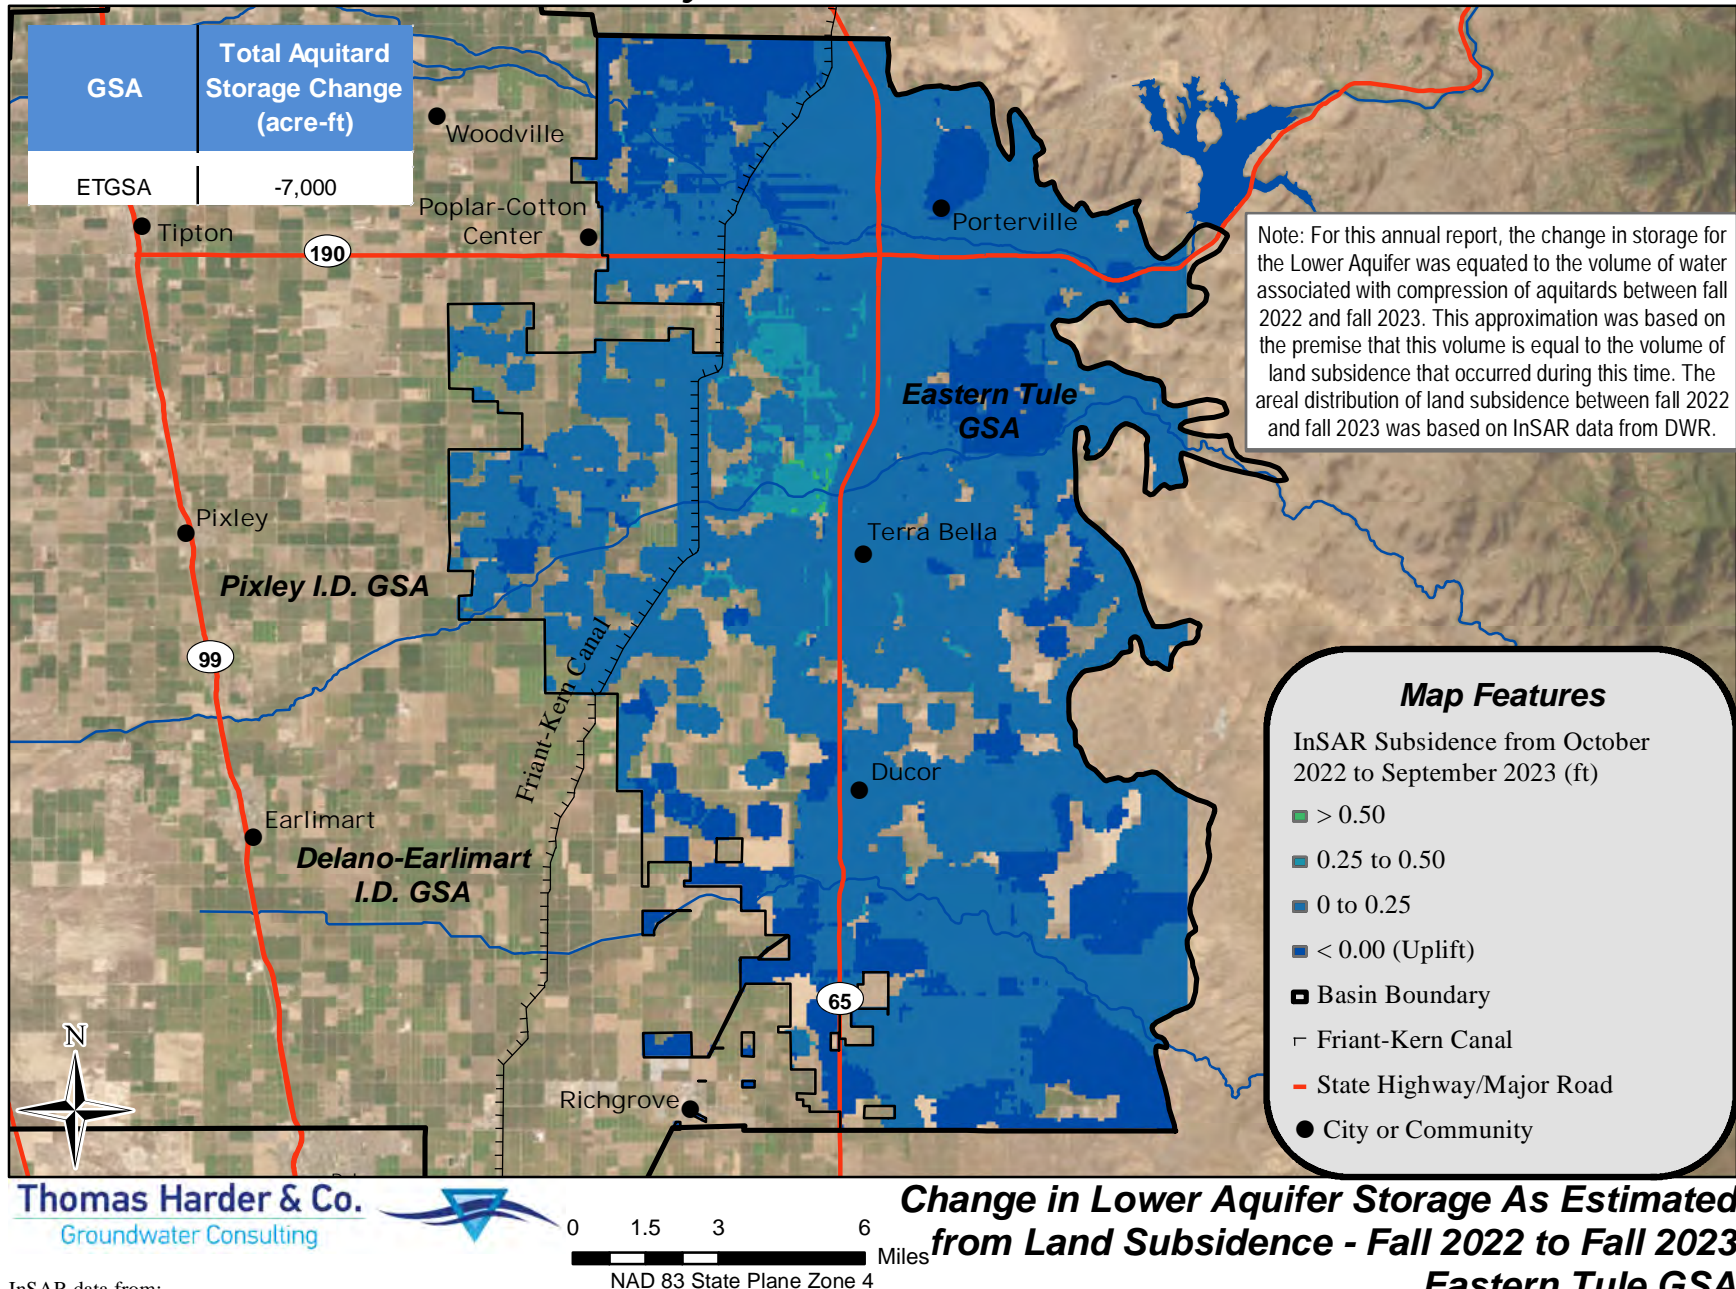 GSA
Total Aquitard
Storage Change
(acre-ft)
ETGSA
-7,000
Woodville
Poplar-Cotton
Center
Tipton
190
Porterville
Note: For this annual report, the change in storage for
the Lower Aquifer was equated to the volume of water
associated with compression of aquitards between fall
2022 and fall 2023. This approximation was based on
the premise that this volume is equal to the volume of
land subsidence that occurred during this time. The
areal distribution of land subsidence between fall 2022
and fall 2023 was based on InSAR data from DWR.
Eastern Tule
GSA
Pixley
Terra Bella
Pixley I.D. GSA
99
Friant-Kern Canal
Ducor
Earlimart
Delano-Earlimart
I.D. GSA
65
Richgrove
N
Map Features
InSAR Subsidence from October
2022 to September 2023 (ft)
> 0.50
0.25 to 0.50
0 to 0.25
< 0.00 (Uplift)
Basin Boundary
Friant-Kern Canal
State Highway/Major Road
City or Community
Thomas Harder & Co.
Groundwater Consulting
0 1.5 3 6
Miles
NAD 83 State Plane Zone 4
Change in Lower Aquifer Storage As Estimated
from Land Subsidence - Fall 2022 to Fall 2023
Eastern Tule GSA
InSAR data from: